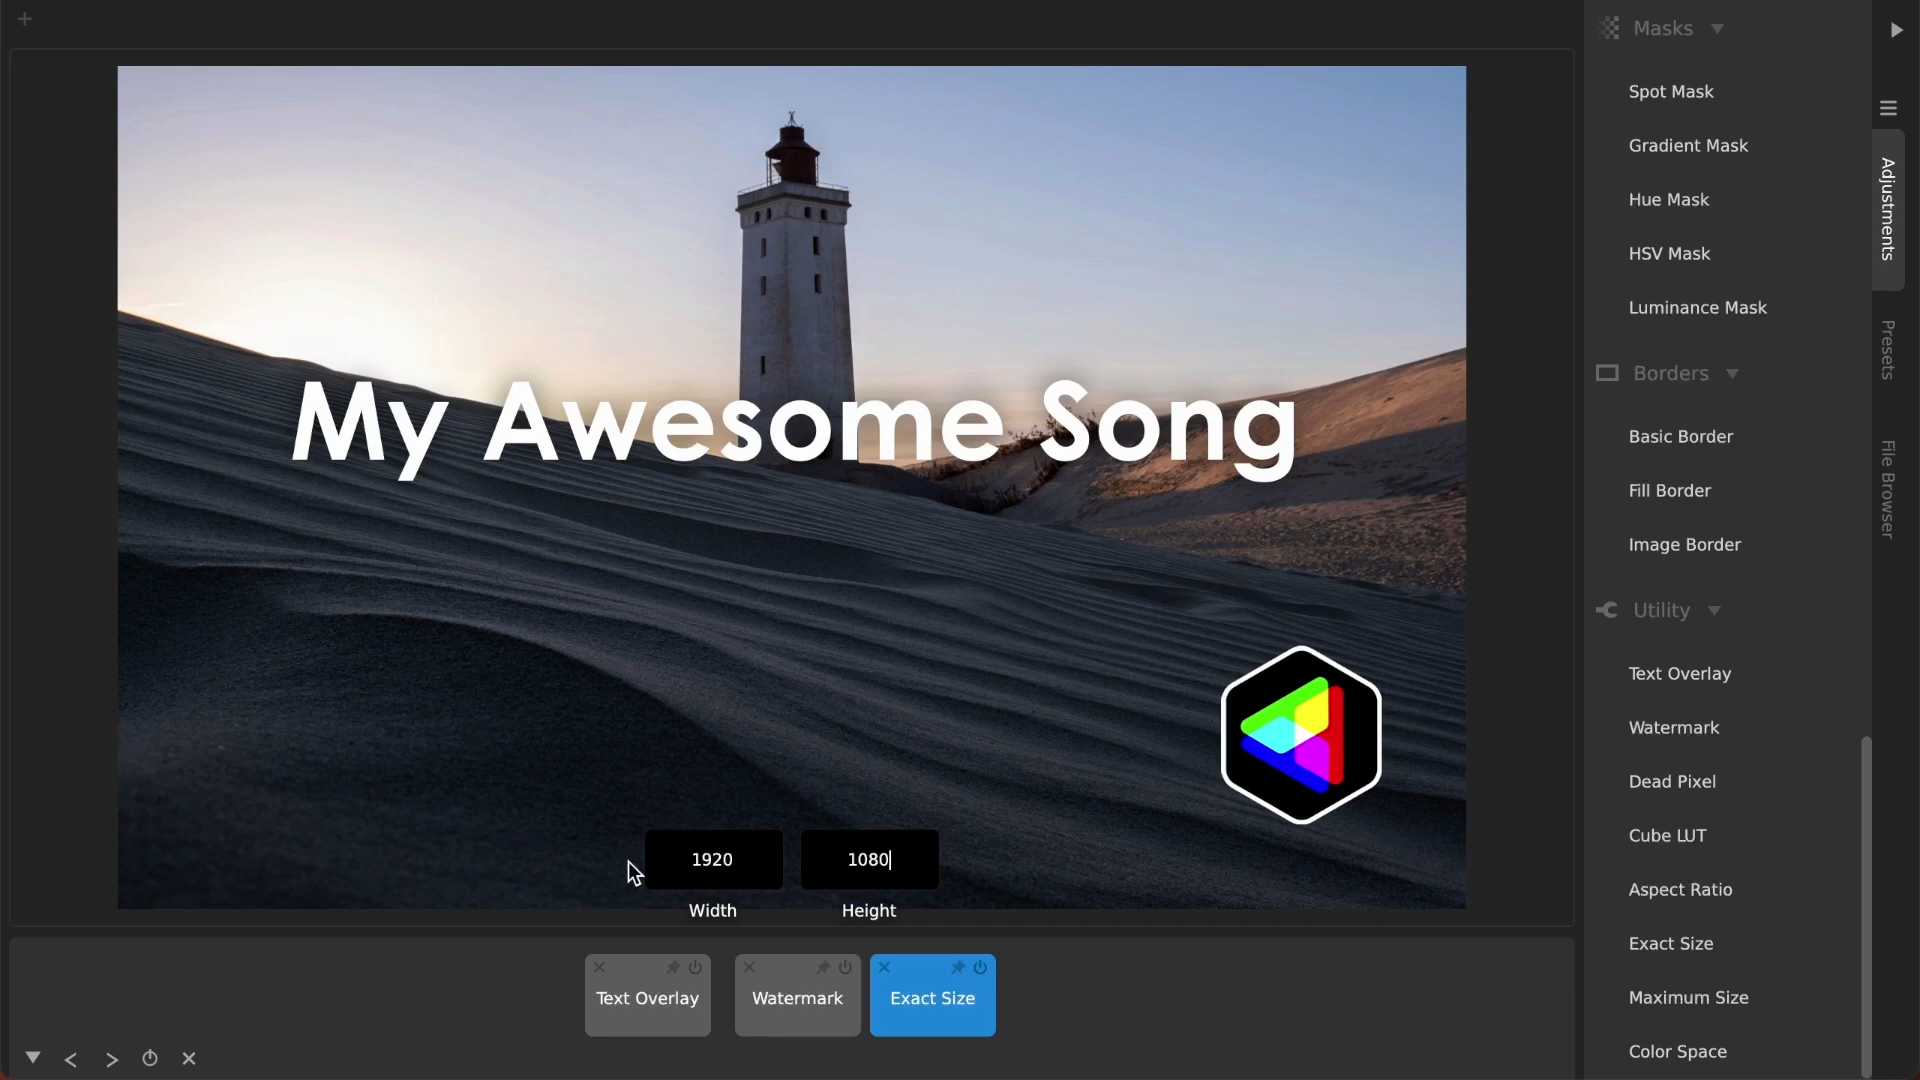 My Awesome Song
1920
1080
Width
Height
Text Overlay
Watermark
Exact Size
Masks
Spot Mask
Gradient Mask
Hue Mask
HSV Mask
Luminance Mask
Borders
Basic Border
Fill Border
Image Border
Utility
Text Overlay
Watermark
Dead Pixel
Cube LUT
Aspect Ratio
Exact Size
Maximum Size
Color Space
Adjustments
Presets
File Browser